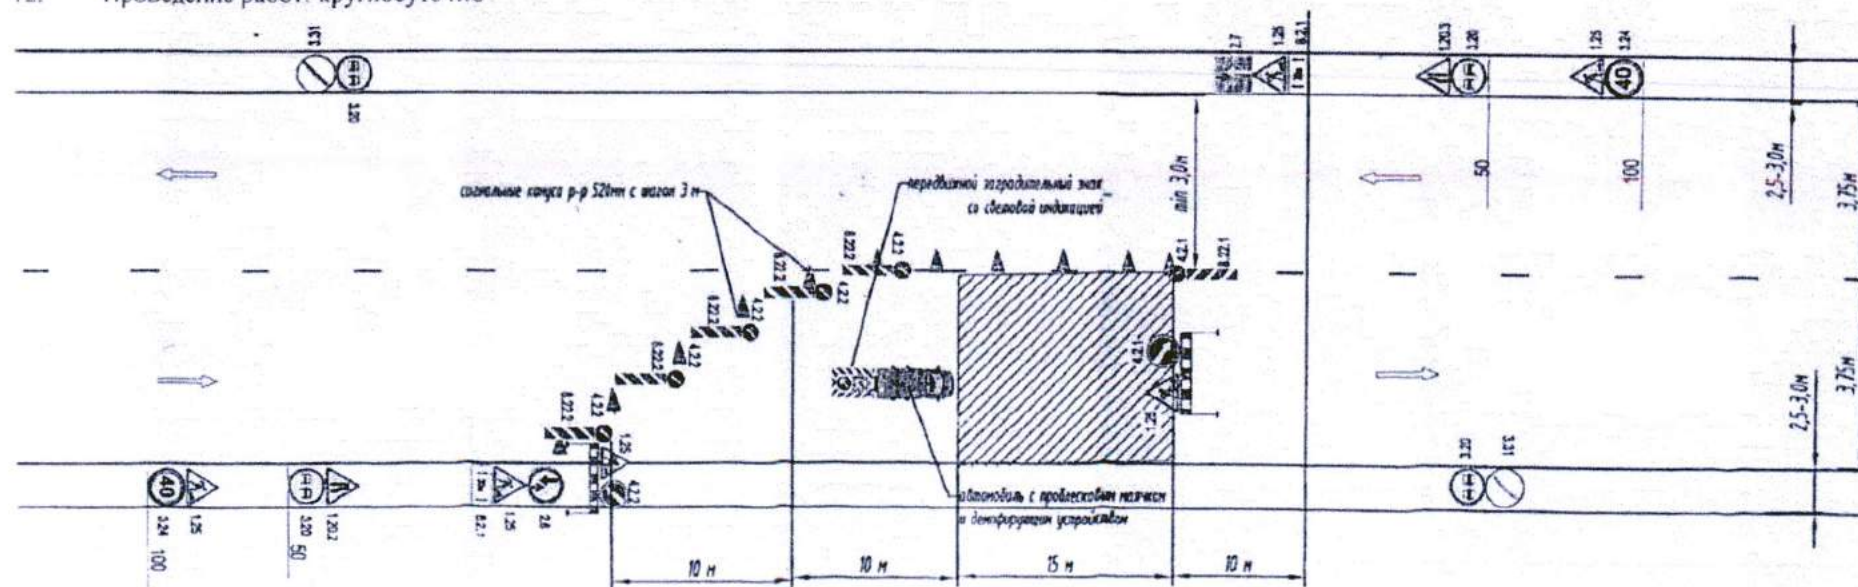 Проведение работ: круглосуточно
3.31
3.20
2.7
1.25
8.2.1
1.20.3
3.20
1.25
3.24
40
50
100
2,5-3,0м
3,75м
сигнальные конуса р-р 520мм с шагом 3 м
передвижной заградительный знак
со световой индикацией
min 3,0м
8.22.2
4.2.2
4.2.1
8.22.1
8.22.2
4.2.2
8.22.2
4.2.2
8.22.2
4.2.2
8.22.2
4.2.2
1.25
4.2.2
4.2.1
1.25
2,5-3,0м
3,75м
3.20
3.31
40
3.24
1.25
100
3.20
1.20.2
50
8.2.1
1.25
2.6
автомобиль с проблесковым маячком
и демпфирующим устройством
10 м
10 м
15 м
10 м